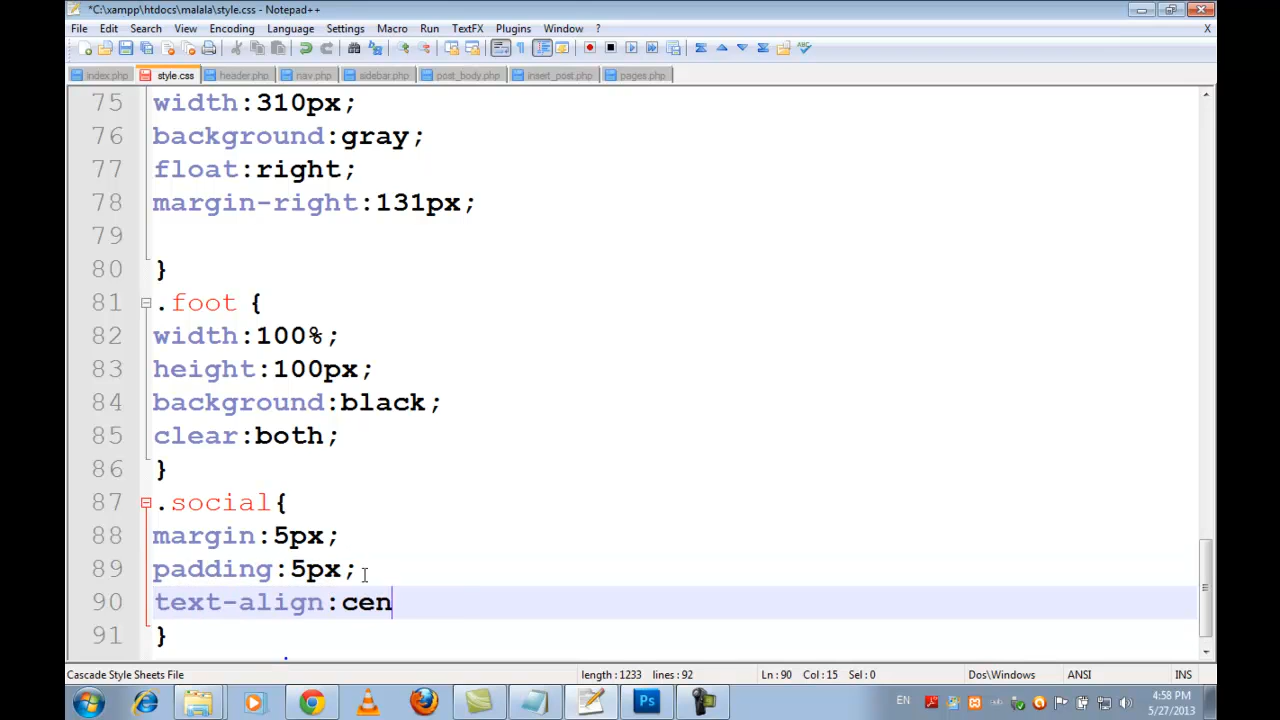 *C:\xampp\htdocs\malala\style.css - Notepad++
File Edit Search View Encoding Language Settings Macro Run TextFX Plugins Window ? X
index.php style.css header.php nav.php sidebar.php post_body.php insert_post.php pages.php
75 width:310px;
76 background:gray;
77 float:right;
78 margin-right:131px;
79
80 }
81 .foot {
82 width:100%;
83 height:100px;
84 background:black;
85 clear:both;
86 }
87 .social{
88 margin:5px;
89 padding:5px;
90 text-align:cen
91 }
Cascade Style Sheets File length : 1233 lines : 92 Ln : 90 Col : 15 Sel : 0 Dos\Windows ANSI INS
EN 4:58 PM
5/27/2013